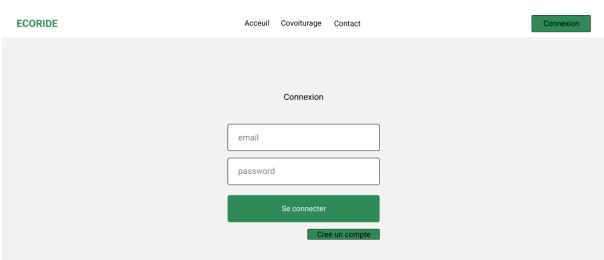 ECORIDE Acceuil Covoiturage Contact Connexion
Connexion
email
password
Se connecter
Cree un compte